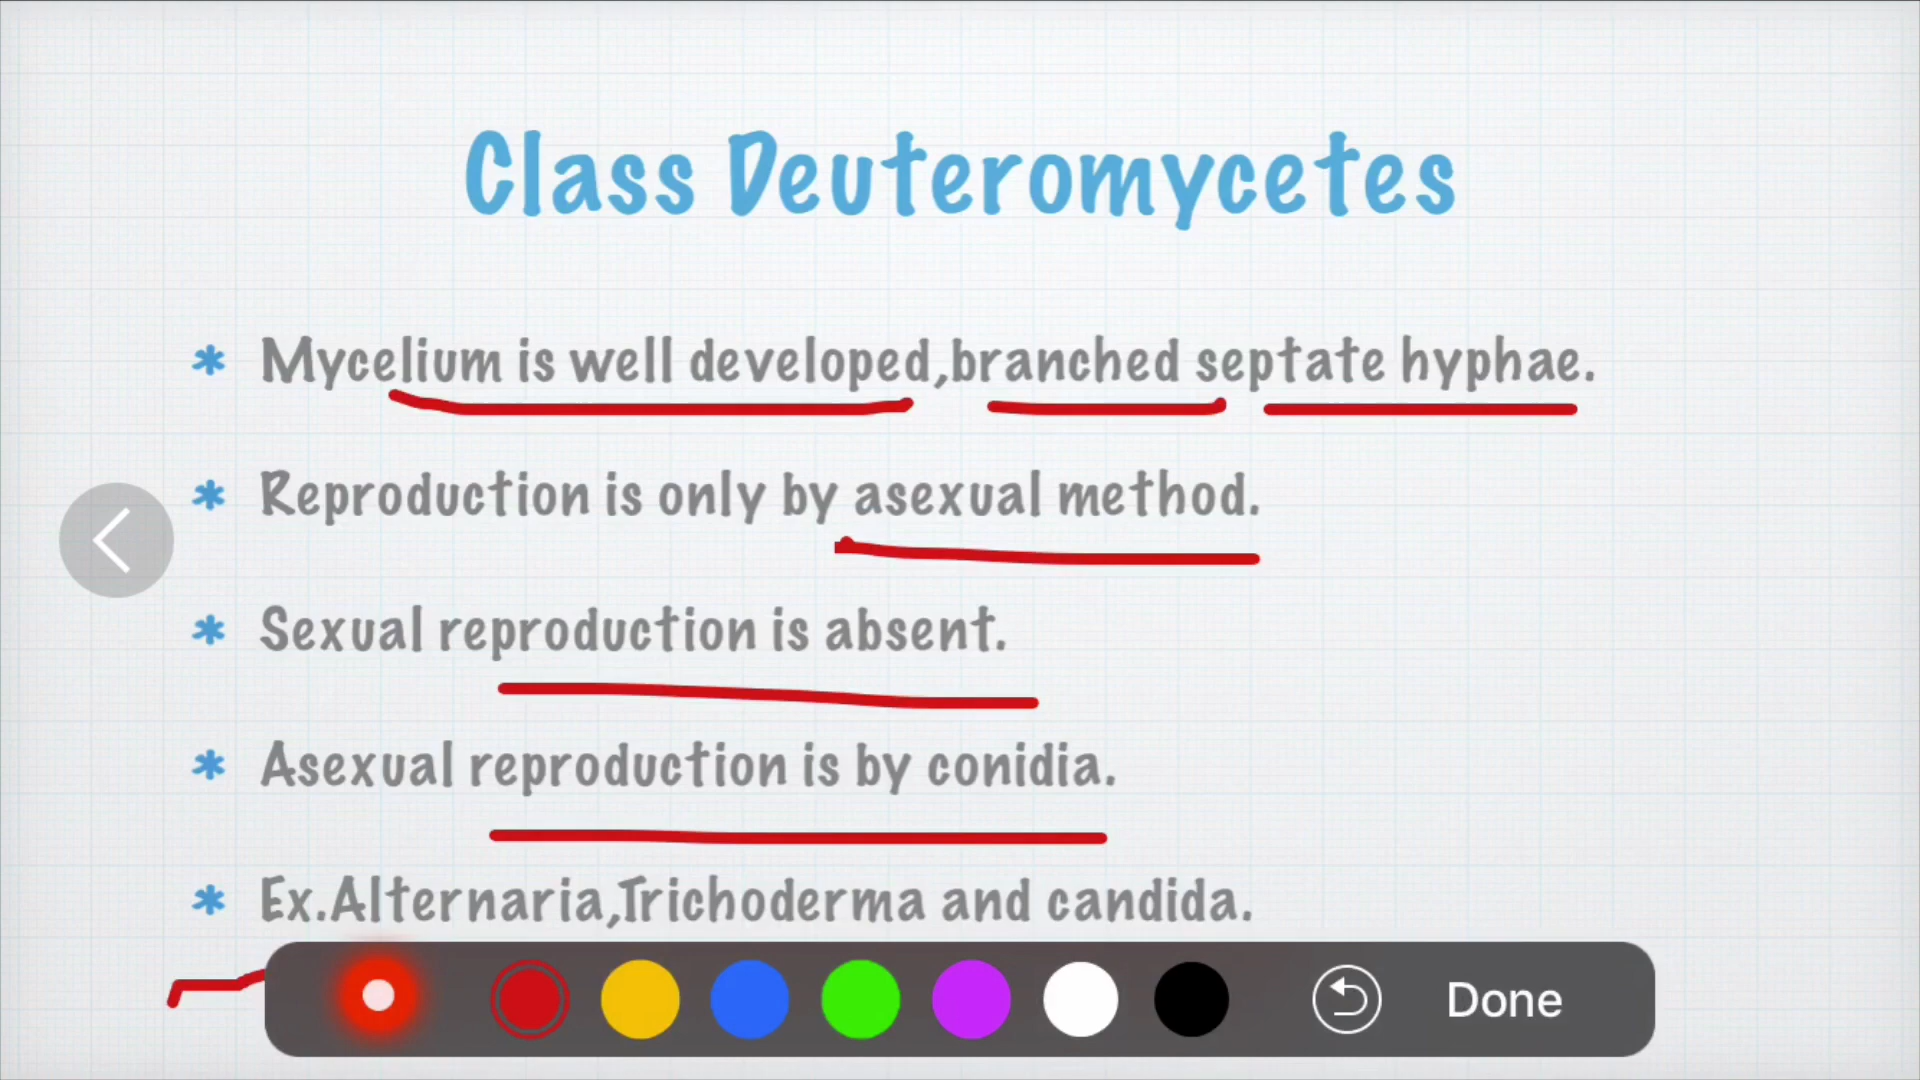 Class Deuteromycetes
* Mycelium is well developed,branched septate hyphae.
* Reproduction is only by asexual method.
* Sexual reproduction is absent.
* Asexual reproduction is by conidia.
* Ex.Alternaria,Trichoderma and candida.
Done